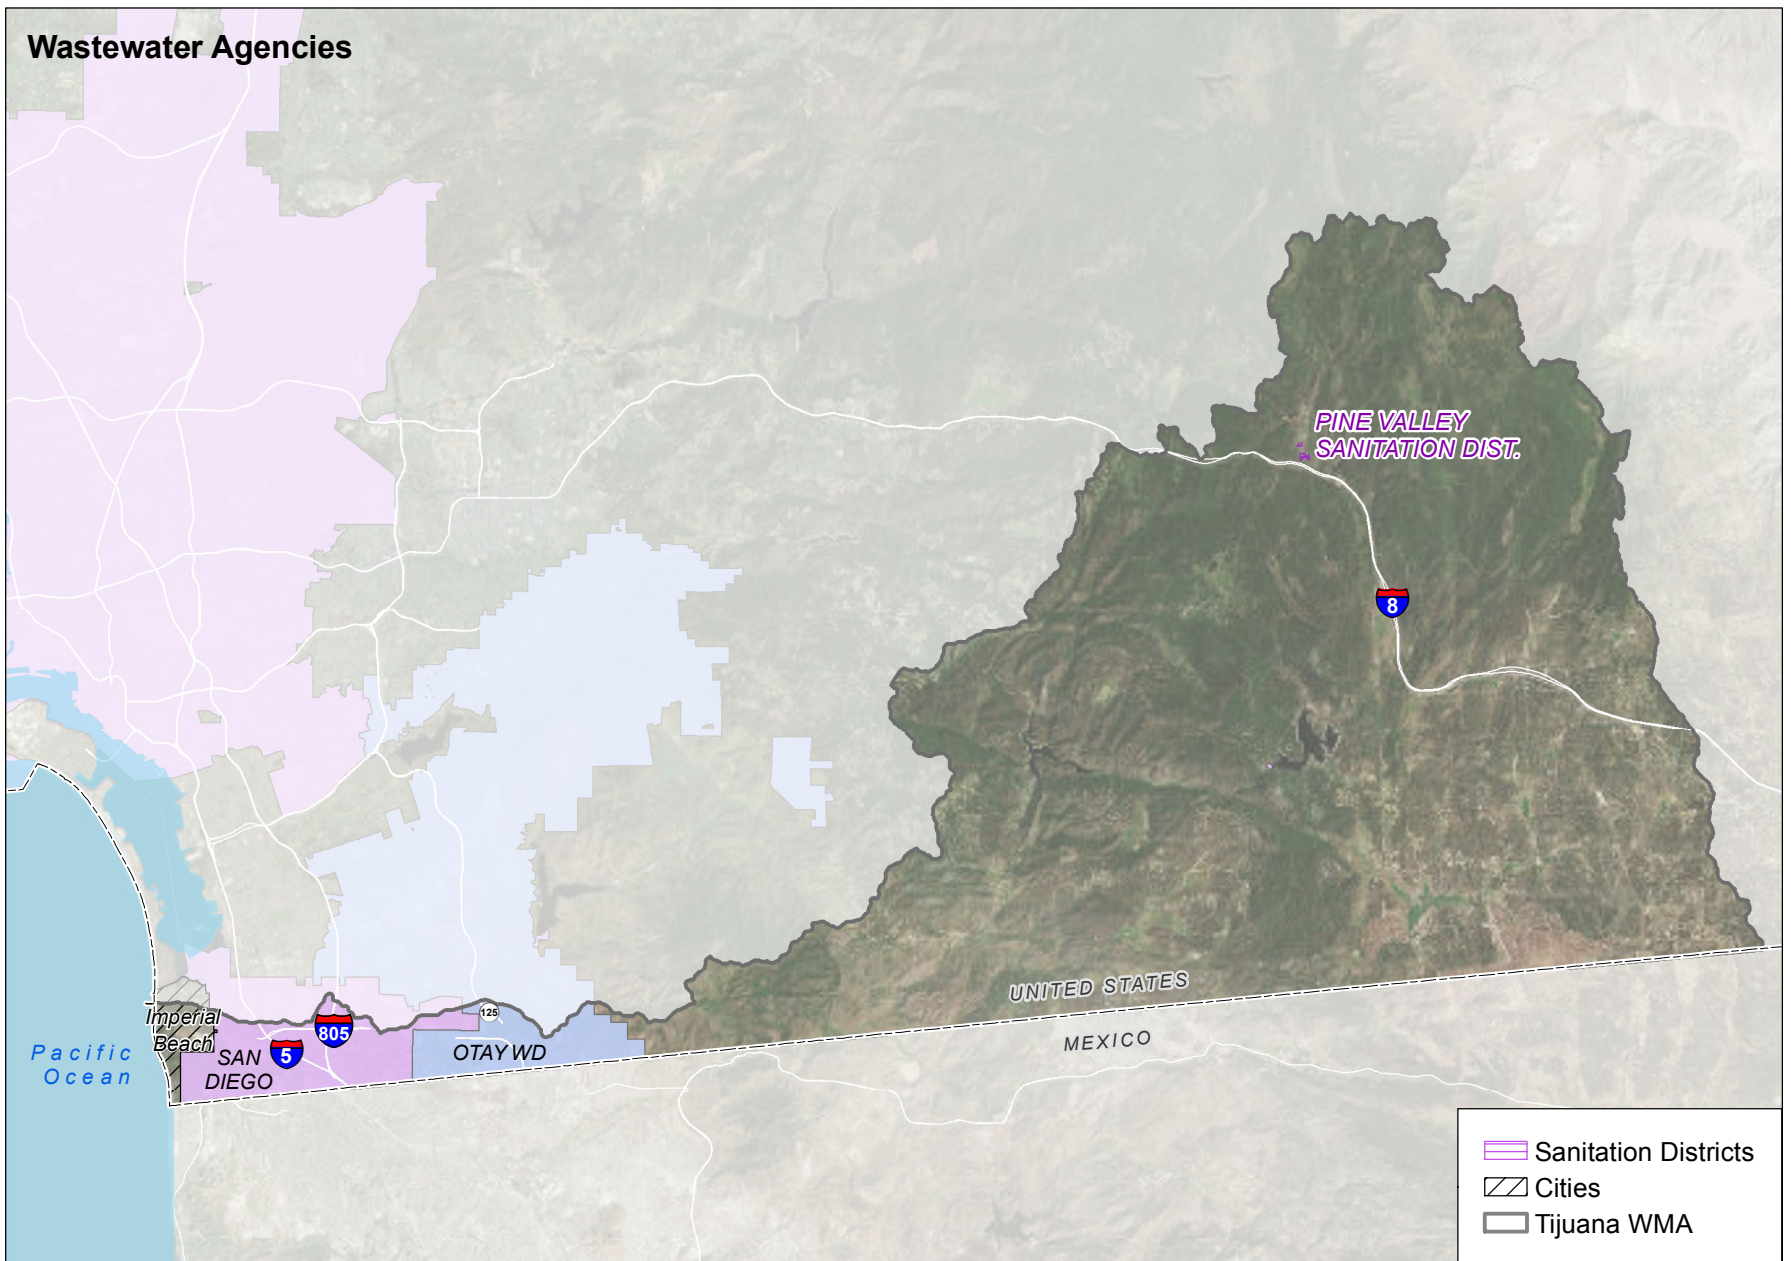 Wastewater Agencies
PINE VALLEY
SANITATION DIST.
8
UNITED STATES
MEXICO
Imperial
Beach
805
125
5
SAN
DIEGO
OTAY WD
Pacific
Ocean
Sanitation Districts
Cities
Tijuana WMA